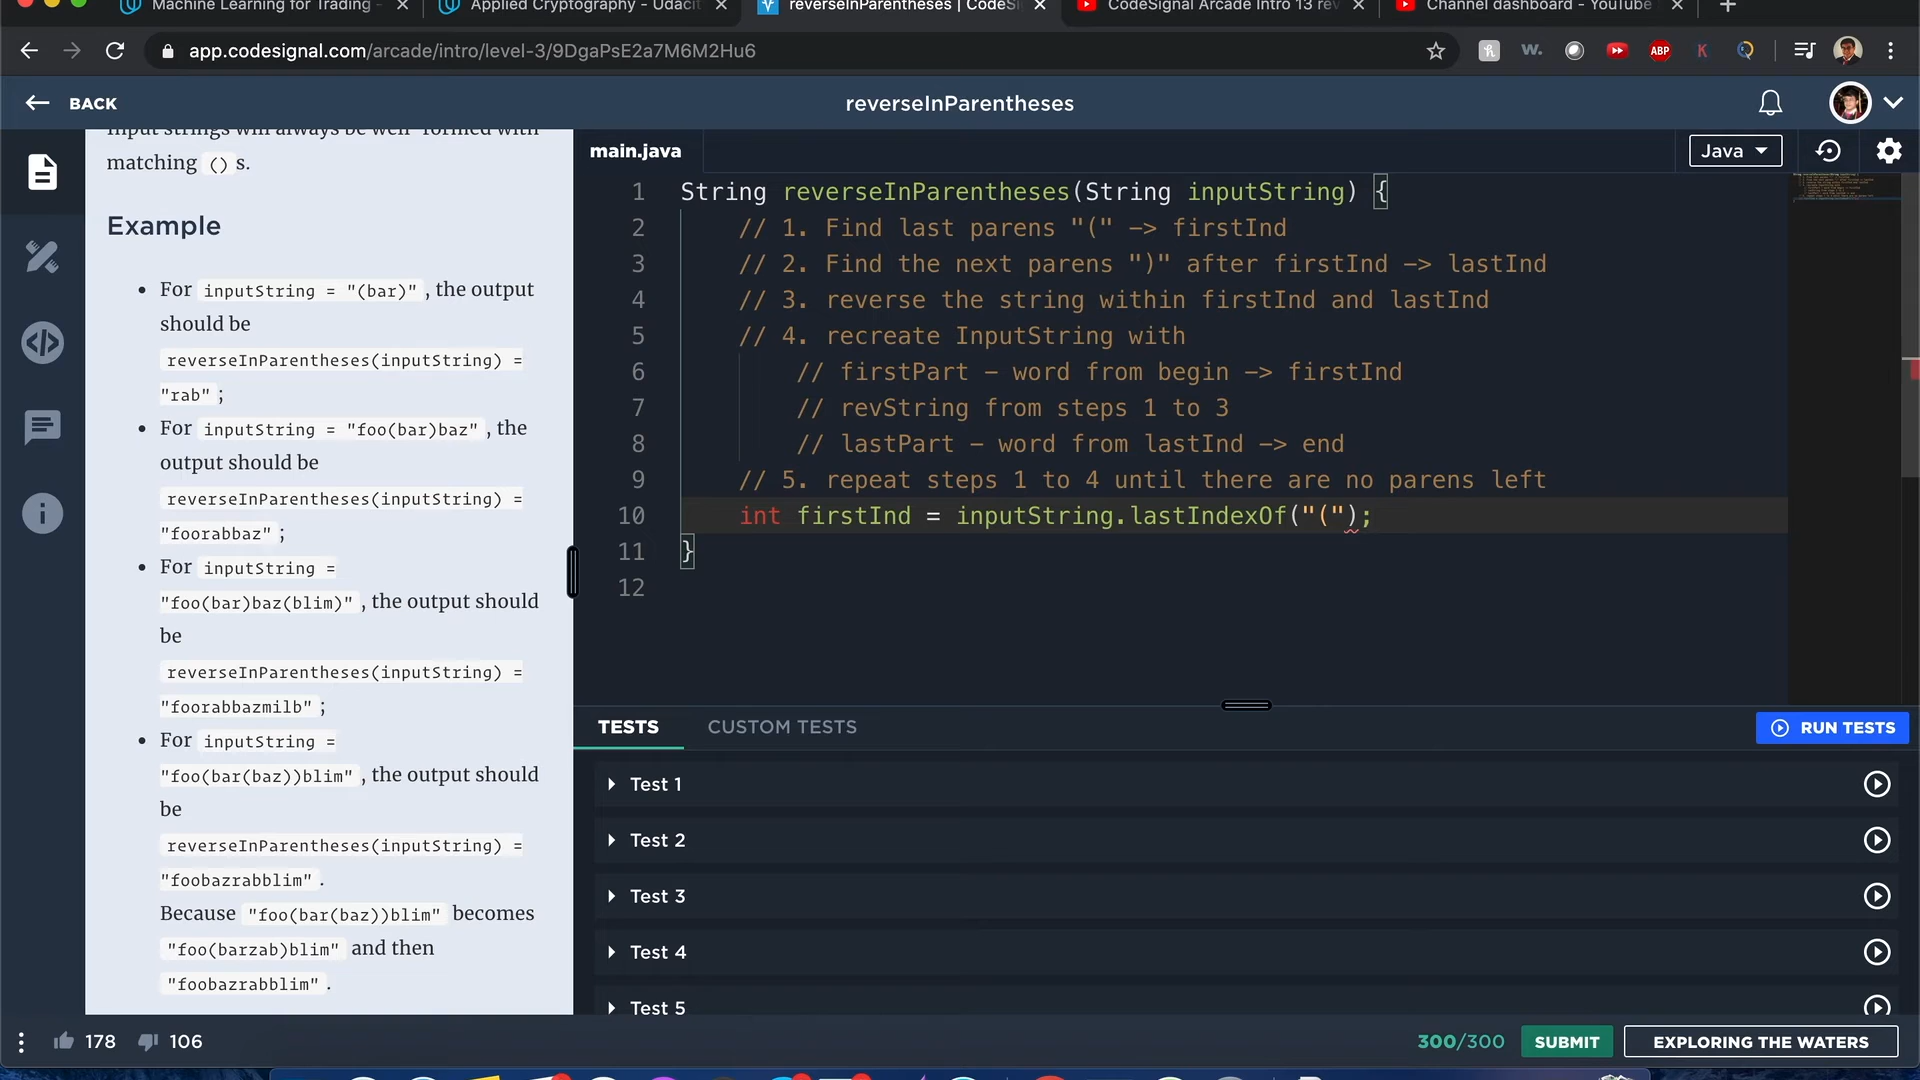 Machine Learning for Trading -
Applied Cryptography - Udacit
reverseInParentheses | CodeSi
CodeSignal Arcade Intro 13 rev
Channel dashboard - YouTube
app.codesignal.com/arcade/intro/level-3/9DgaPsE2a7M6M2Hu6
w.
ABP
K
BACK
reverseInParentheses
input strings will always be well-formed with
matching ()s.
Example
For inputString = "(bar)", the output
should be
reverseInParentheses(inputString) =
"rab";
For inputString = "foo(bar)baz", the
output should be
reverseInParentheses(inputString) =
"foorabbaz";
For inputString =
"foo(bar)baz(blim)", the output should
be
reverseInParentheses(inputString) =
"foorabbazmilb";
For inputString =
"foo(bar(baz))blim", the output should
be
reverseInParentheses(inputString) =
"foobazrabblim".
Because "foo(bar(baz))blim" becomes
"foo(barzab)blim" and then
"foobazrabblim".
178
106
main.java
Java
1 String reverseInParentheses(String inputString) {
2 // 1. Find last parens "(" -> firstInd
3 // 2. Find the next parens ")" after firstInd -> lastInd
4 // 3. reverse the string within firstInd and lastInd
5 // 4. recreate InputString with
6 // firstPart - word from begin -> firstInd
7 // revString from steps 1 to 3
8 // lastPart - word from lastInd -> end
9 // 5. repeat steps 1 to 4 until there are no parens left
10 int firstInd = inputString.lastIndexOf("(");
11 }
12
TESTS
CUSTOM TESTS
RUN TESTS
Test 1
Test 2
Test 3
Test 4
Test 5
300/300
SUBMIT
EXPLORING THE WATERS